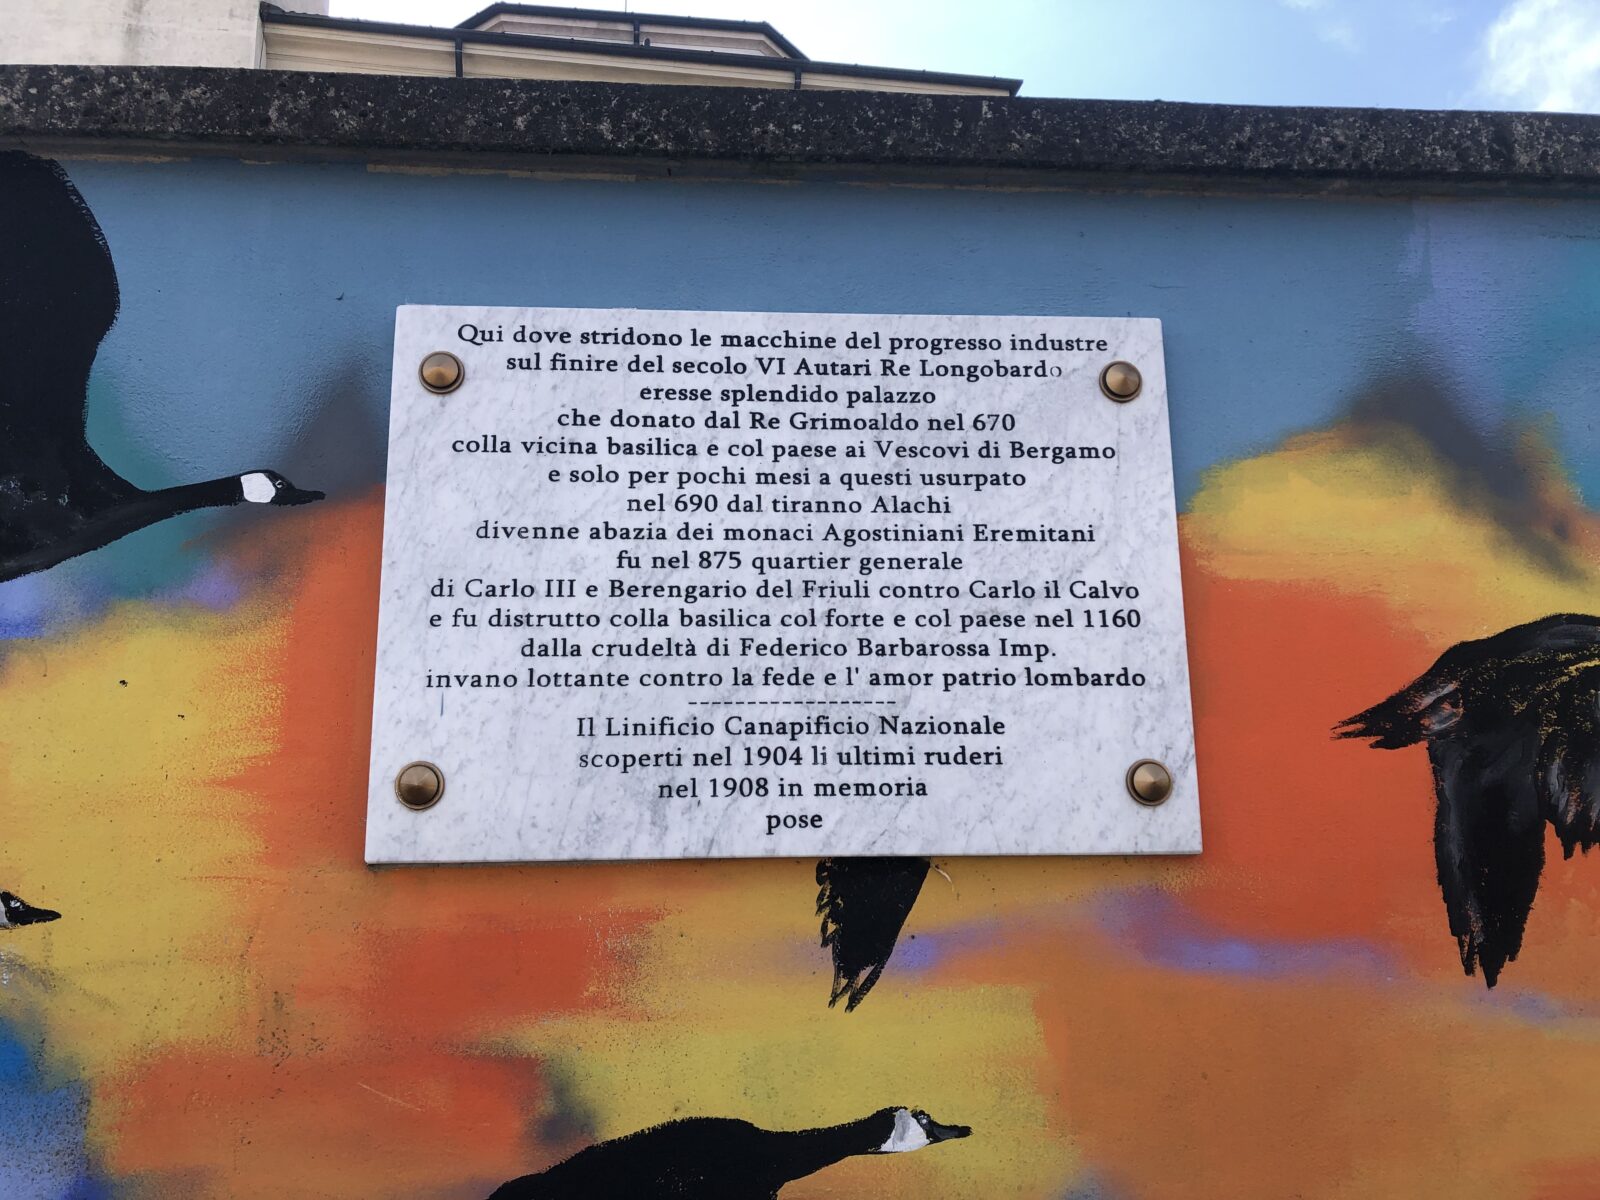 Qui dove stridono le macchine del progresso industre
sul finire del secolo VI Autari Re Longobardo
eresse splendido palazzo
che donato dal Re Grimoaldo nel 670
colla vicina basilica e col paese ai Vescovi di Bergamo
e solo per pochi mesi a questi usurpato
nel 690 dal tiranno Alachi
divenne abazia dei monaci Agostiniani Eremitani
fu nel 875 quartier generale
di Carlo III e Berengario del Friuli contro Carlo il Calvo
e fu distrutto colla basilica col forte e col paese nel 1160
dalla crudeltà di Federico Barbarossa Imp.
invano lottante contro la fede e l' amor patrio lombardo
------------------
Il Linificio Canapificio Nazionale
scoperti nel 1904 li ultimi ruderi
nel 1908 in memoria
pose